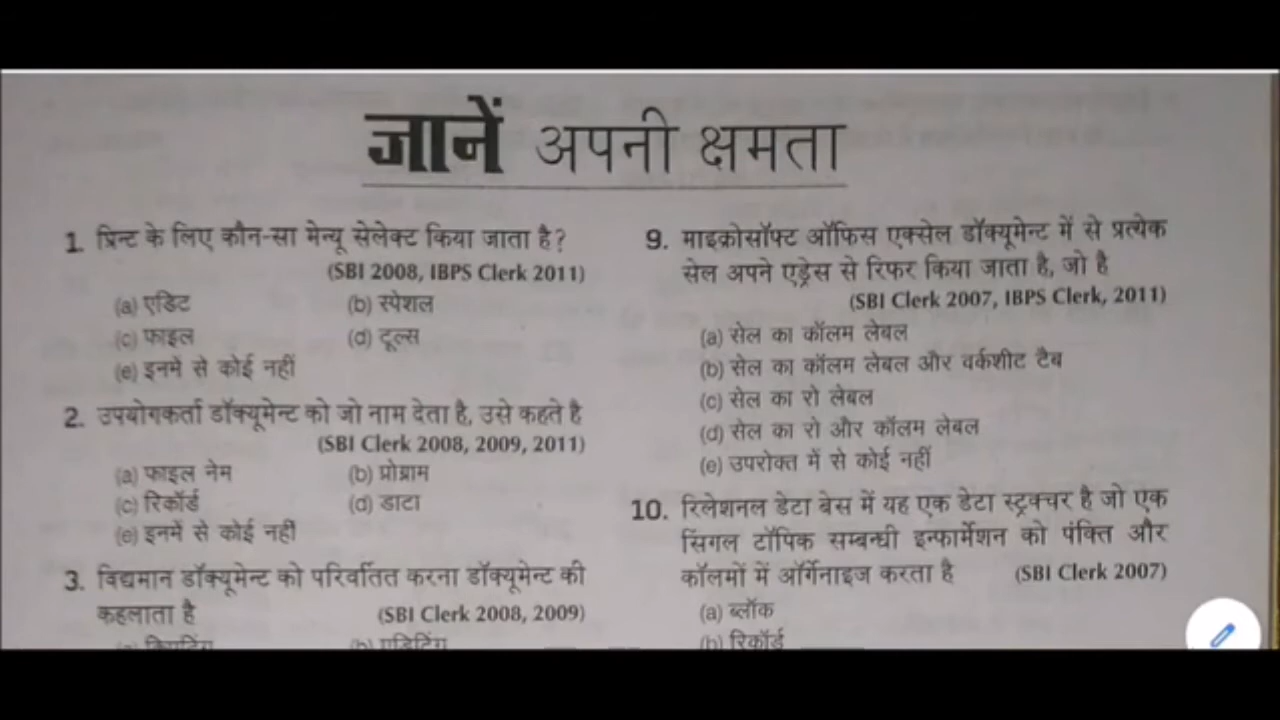 जानें अपनी क्षमता
1. प्रिन्ट के लिए कौन-सा मेन्यू सेलेक्ट किया जाता है?
(SBI 2008, IBPS Clerk 2011)
(a) एडिट (b) स्पेशल
(c) फाइल (d) टूल्स
(e) इनमें से कोई नहीं
2. उपयोगकर्ता डॉक्यूमेन्ट को जो नाम देता है, उसे कहते है
(SBI Clerk 2008, 2009, 2011)
(a) फाइल नेम (b) प्रोग्राम
(c) रिकॉर्ड (d) डाटा
(e) इनमें से कोई नहीं
3. विद्यमान डॉक्यूमेन्ट को परिवर्तित करना डॉक्यूमेन्ट की
कहलाता है (SBI Clerk 2008, 2009)
(b) एडिटिंग
9. माइक्रोसॉफ्ट ऑफिस एक्सेल डॉक्यूमेन्ट में से प्रत्येक
सेल अपने एड्रेस से रिफर किया जाता है, जो है
(SBI Clerk 2007, IBPS Clerk, 2011)
(a) सेल का कॉलम लेबल
(b) सेल का कॉलम लेबल और वर्कशीट टैब
(c) सेल का रो लेबल
(d) सेल का रो और कॉलम लेबल
(e) उपरोक्त में से कोई नहीं
10. रिलेशनल डेटा बेस में यह एक डेटा स्ट्रक्चर है जो एक
सिंगल टॉपिक सम्बन्धी इन्फार्मेशन को पंक्ति और
कॉलमों में ऑर्गेनाइज करता है (SBI Clerk 2007)
(a) ब्लॉक
(b) रिकॉर्ड